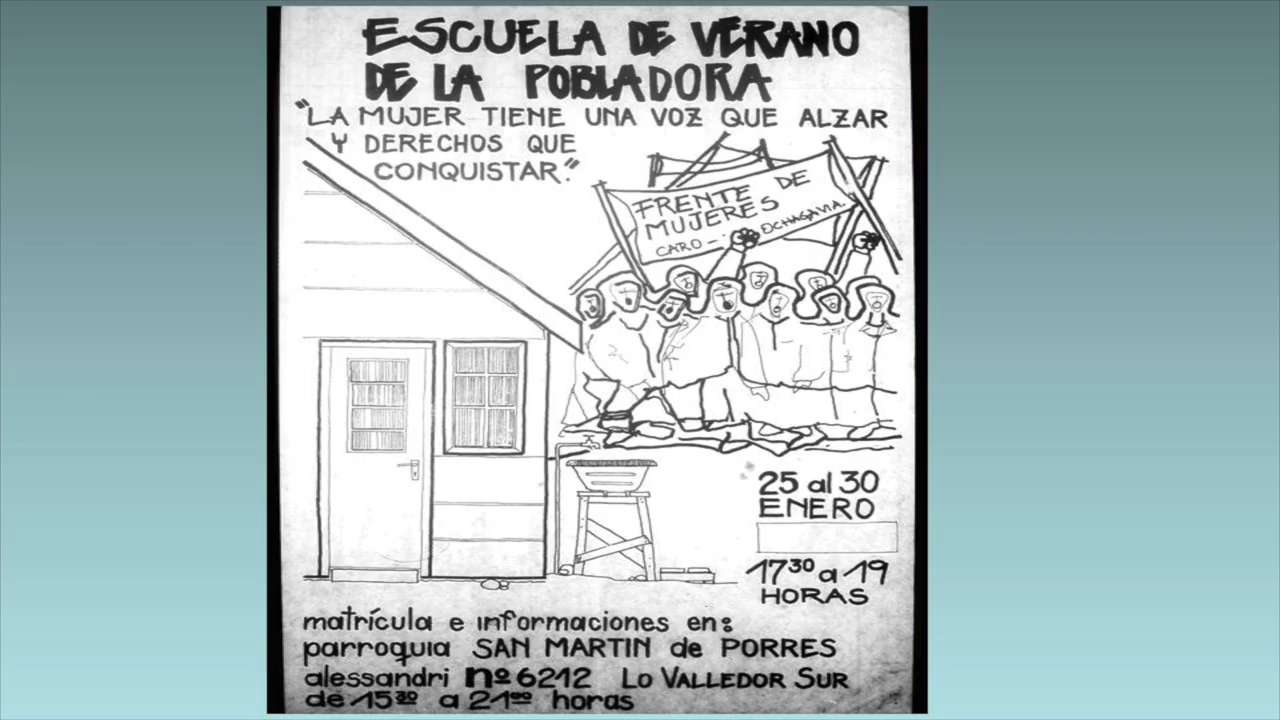 ESCUELA DE VERANO
DE LA POBLADORA
"LA MUJER TIENE UNA VOZ QUE ALZAR
Y DERECHOS QUE
CONQUISTAR."
FRENTE DE
MUJERES
CARO - OCHAGAVIA.
25 al 30
ENERO
17³⁰ a 19
HORAS
matrícula e informaciones en:
parroquia SAN MARTIN de PORRES
alessandri nº 6212 LO VALLEDOR SUR
de 15³⁰ a 21⁰⁰ horas